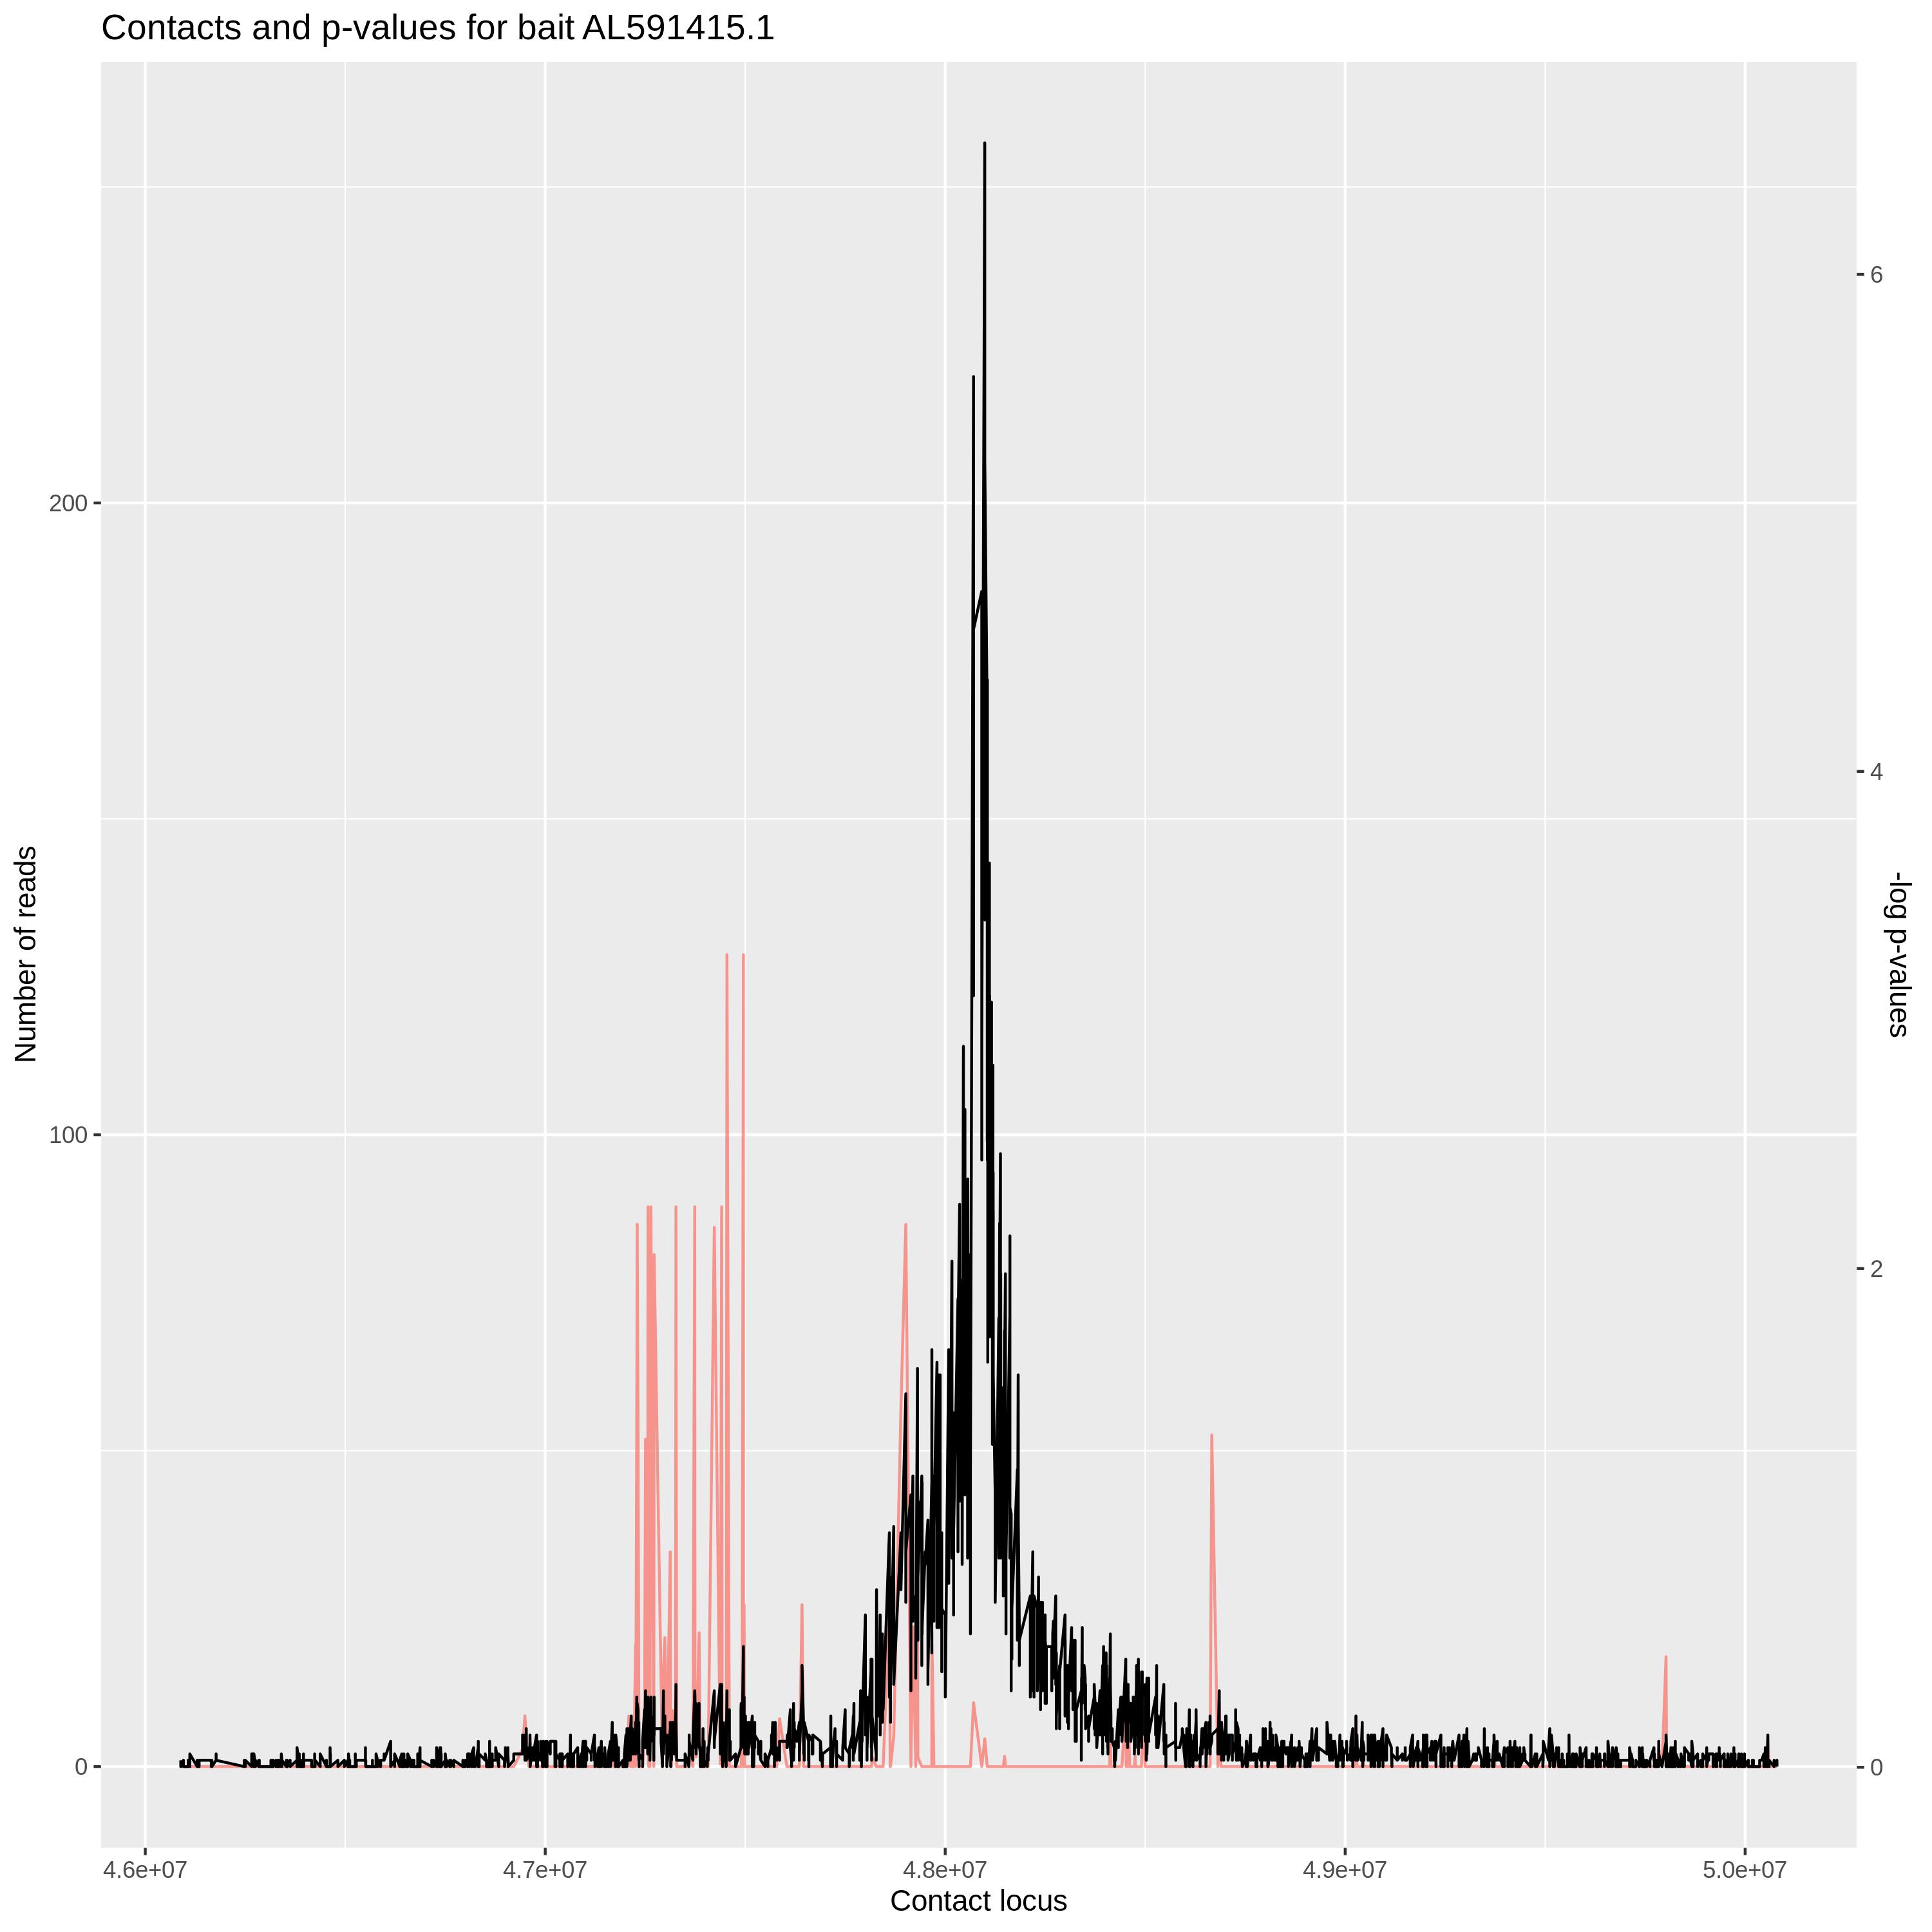 Contacts and p-values for bait AL591415.1
Number of reads
200
100
0
6
4
2
0
-log p-values
4.6e+07 4.7e+07 4.8e+07 4.9e+07 5.0e+07
Contact locus